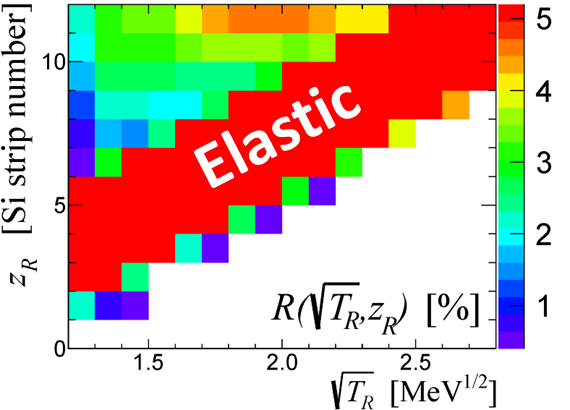 z_R [Si strip number]
10
5
0
Elastic
R(√T_R, z_R) [%]
1.5 2.0 2.5
√T_R [MeV^1/2]
5
4
3
2
1